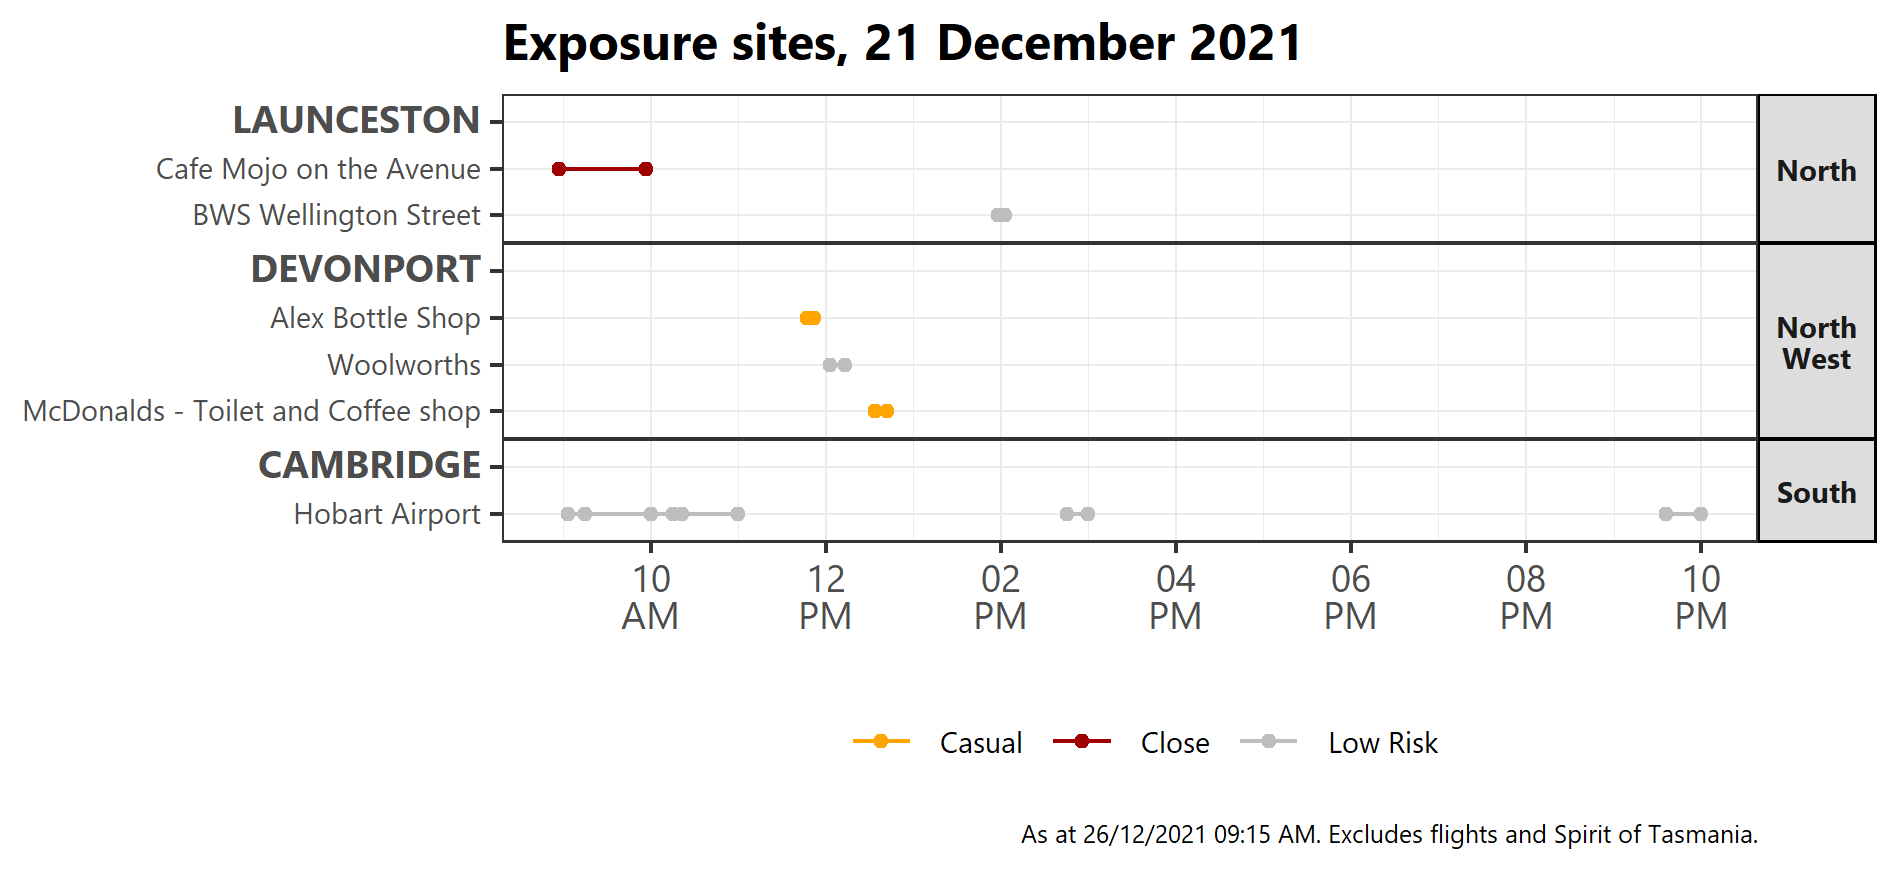 Exposure sites, 21 December 2021
LAUNCESTON
Cafe Mojo on the Avenue
BWS Wellington Street
North
DEVONPORT
Alex Bottle Shop
Woolworths
McDonalds - Toilet and Coffee shop
North
West
CAMBRIDGE
Hobart Airport
South
10 12 02 04 06 08 10
AM PM PM PM PM PM PM
Casual Close Low Risk
As at 26/12/2021 09:15 AM. Excludes flights and Spirit of Tasmania.